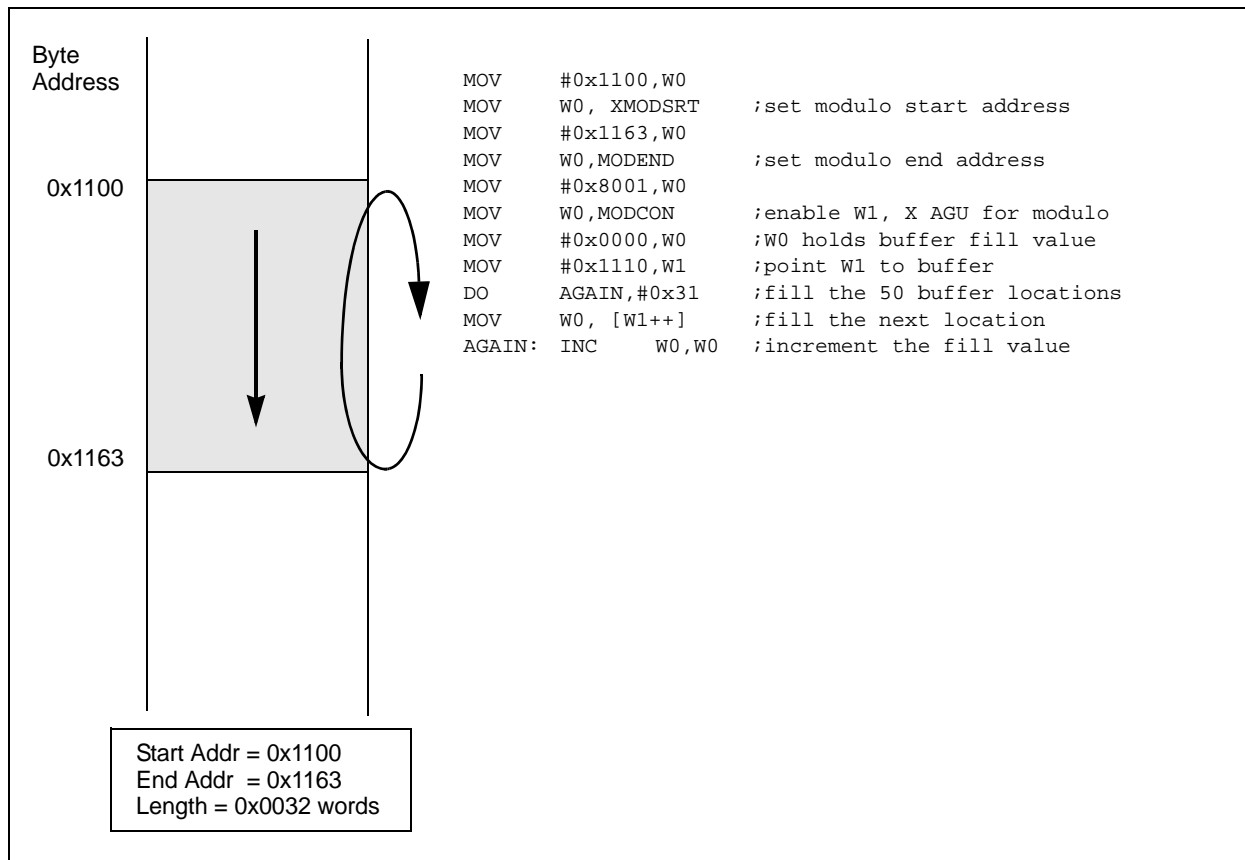 Byte
Address
0x1100
0x1163
MOV #0x1100,W0
MOV W0, XMODSRT ;set modulo start address
MOV #0x1163,W0
MOV W0,MODEND ;set modulo end address
MOV #0x8001,W0
MOV W0,MODCON ;enable W1, X AGU for modulo
MOV #0x0000,W0 ;W0 holds buffer fill value
MOV #0x1110,W1 ;point W1 to buffer
DO AGAIN,#0x31 ;fill the 50 buffer locations
MOV W0, [W1++] ;fill the next location
AGAIN: INC W0,W0 ;increment the fill value
Start Addr = 0x1100
End Addr = 0x1163
Length = 0x0032 words